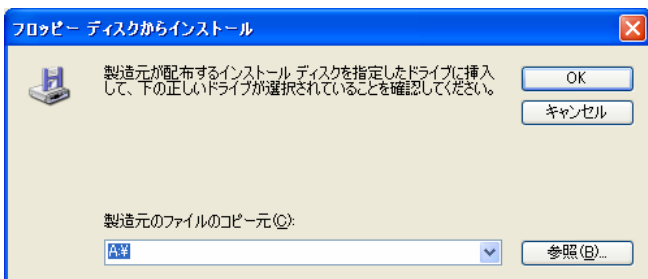 フロッピー ディスクからインストール
製造元が配布するインストール ディスクを指定したドライブに挿入
して、下の正しいドライブが選択されていることを確認してください。
OK
キャンセル
製造元のファイルのコピー元(C):
A:¥
参照(B)...